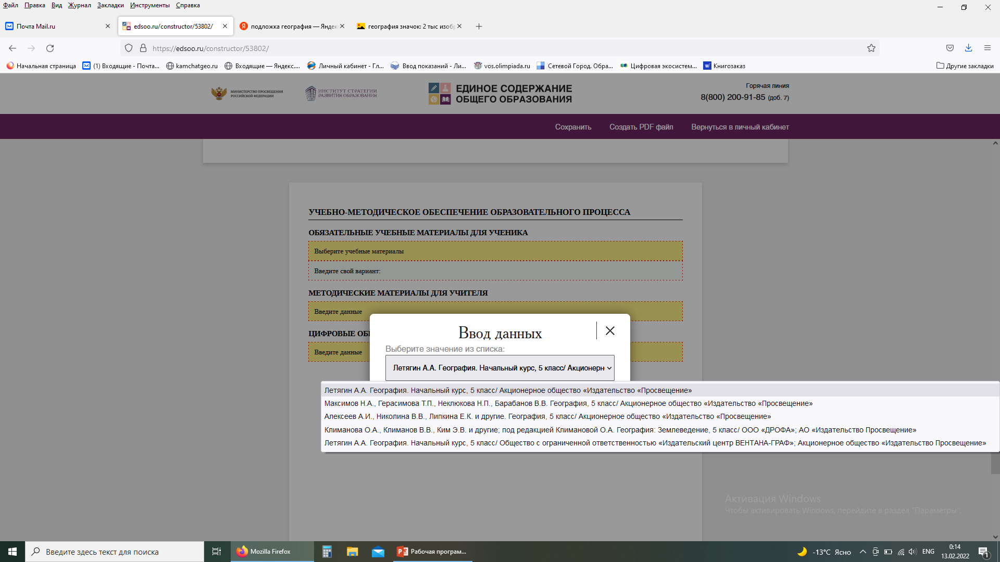 Файл Правка Вид Журнал Закладки Инструменты Справка
Почта Mail.ru
edsoo.ru/constructor/53802/
подложка география — Яндекс
география значок: 2 тыс изобр
https://edsoo.ru/constructor/53802/
Начальная страница
(1) Входящие - Почта...
kamchatgeo.ru
Входящие — Яндекс....
Личный кабинет - Гл...
Ввод показаний - Ли...
vos.olimpiada.ru
Сетевой Город. Обра...
Цифровая экосистем...
Книгозаказ
Другие закладки
МИНИСТЕРСТВО ПРОСВЕЩЕНИЯ
РОССИЙСКОЙ ФЕДЕРАЦИИ
ИНСТИТУТ СТРАТЕГИИ
РАЗВИТИЯ ОБРАЗОВАНИЯ
ЕДИНОЕ СОДЕРЖАНИЕ
ОБЩЕГО ОБРАЗОВАНИЯ
Горячая линия
8(800) 200-91-85 (доб. 7)
Сохранить Создать PDF файл Вернуться в личный кабинет
УЧЕБНО-МЕТОДИЧЕСКОЕ ОБЕСПЕЧЕНИЕ ОБРАЗОВАТЕЛЬНОГО ПРОЦЕССА
ОБЯЗАТЕЛЬНЫЕ УЧЕБНЫЕ МАТЕРИАЛЫ ДЛЯ УЧЕНИКА
Выберите учебные материалы
Введите свой вариант:
МЕТОДИЧЕСКИЕ МАТЕРИАЛЫ ДЛЯ УЧИТЕЛЯ
Введите данные
ЦИФРОВЫЕ ОБ
Введите данные
Ввод данных
Выберите значение из списка:
Летягин А.А. География. Начальный курс, 5 класс/ Акционерн
Летягин А.А. География. Начальный курс, 5 класс/ Акционерное общество «Издательство «Просвещение»
Максимов Н.А., Герасимова Т.П., Неклюкова Н.П., Барабанов В.В. География, 5 класс/ Акционерное общество «Издательство «Просвещение»
Алексеев А.И., Николина В.В., Липкина Е.К. и другие. География, 5 класс/ Акционерное общество «Издательство «Просвещение»
Климанова О.А., Климанов В.В., Ким Э.В. и другие; под редакцией Климановой О.А. География: Землеведение, 5 класс/ ООО «ДРОФА»; АО «Издательство Просвещение»
Летягин А.А. География. Начальный курс, 5 класс/ Общество с ограниченной ответственностью «Издательский центр ВЕНТАНА-ГРАФ»; Акционерное общество «Издательство Просвещение»
Активация Windows
Чтобы активировать Windows, перейдите в раздел "Параметры".
Введите здесь текст для поиска
Mozilla Firefox
Рабочая програм...
-13°C Ясно
ENG
0:14
13.02.2022
1